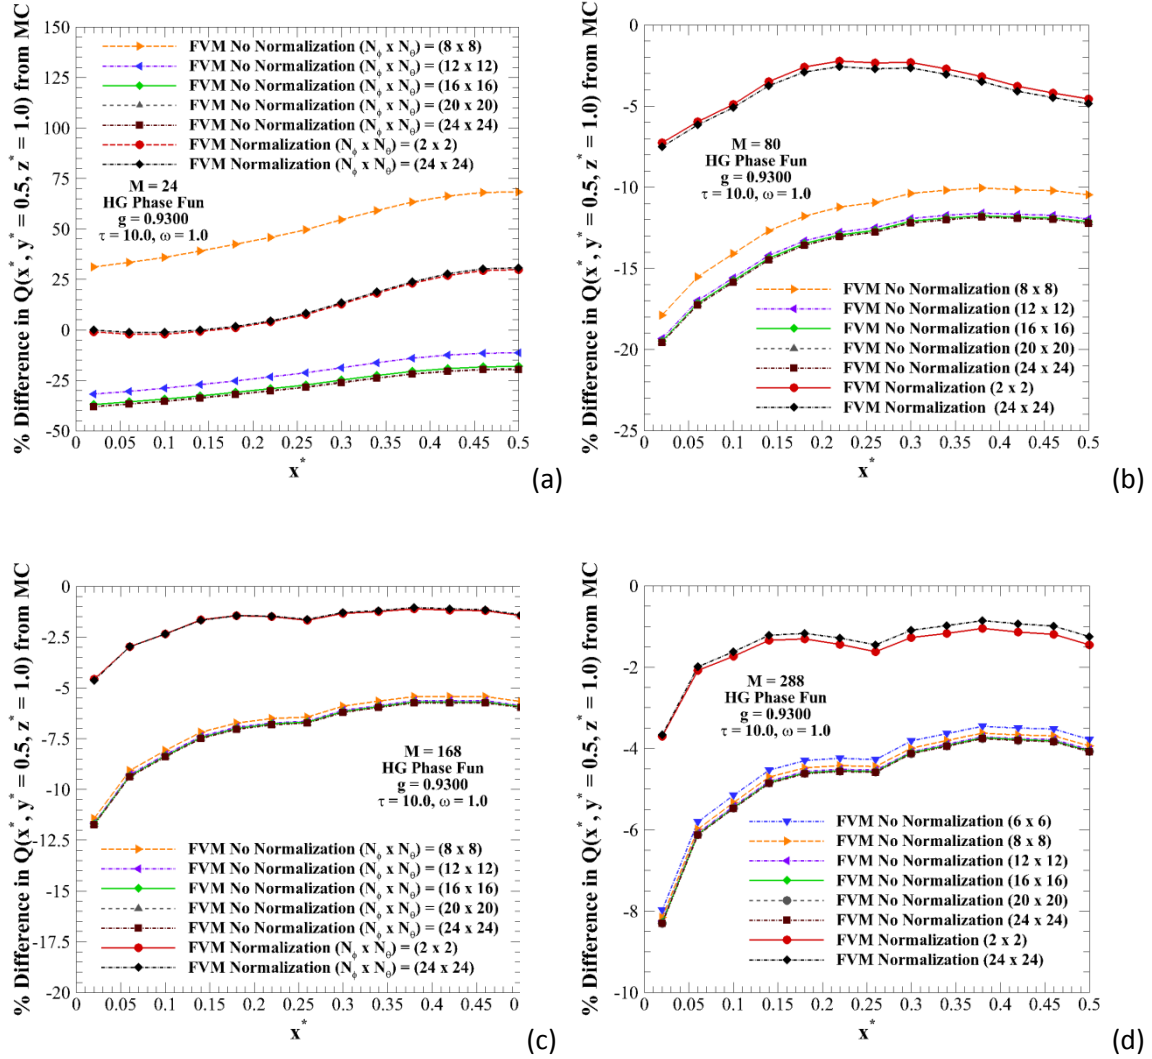 % Difference in Q(x*, y* = 0.5, z* = 1.0) from MC
150
125
100
75
50
25
0
-25
-50
FVM No Normalization (Nϕ x Nθ) = (8 x 8)
FVM No Normalization (Nϕ x Nθ) = (12 x 12)
FVM No Normalization (Nϕ x Nθ) = (16 x 16)
FVM No Normalization (Nϕ x Nθ) = (20 x 20)
FVM No Normalization (Nϕ x Nθ) = (24 x 24)
FVM Normalization (Nϕ x Nθ) = (2 x 2)
FVM Normalization (Nϕ x Nθ) = (24 x 24)
M = 24
HG Phase Fun
g = 0.9300
τ = 10.0, ω = 1.0
0 0.05 0.1 0.15 0.2 0.25 0.3 0.35 0.4 0.45 0.5
x*
(a)
% Difference in Q(x*, y* = 0.5, z* = 1.0) from MC
0
-5
-10
-15
-20
-25
M = 80
HG Phase Fun
g = 0.9300
τ = 10.0, ω = 1.0
FVM No Normalization (8 x 8)
FVM No Normalization (12 x 12)
FVM No Normalization (16 x 16)
FVM No Normalization (20 x 20)
FVM No Normalization (24 x 24)
FVM Normalization (2 x 2)
FVM Normalization (24 x 24)
0 0.05 0.1 0.15 0.2 0.25 0.3 0.35 0.4 0.45 0.5
x*
(b)
% Difference in Q(x*, y* = 0.5, z* = 1.0) from MC
0
-2.5
-5
-7.5
-10
-12.5
-15
-17.5
-20
M = 168
HG Phase Fun
g = 0.9300
τ = 10.0, ω = 1.0
FVM No Normalization (Nϕ x Nθ) = (8 x 8)
FVM No Normalization (Nϕ x Nθ) = (12 x 12)
FVM No Normalization (Nϕ x Nθ) = (16 x 16)
FVM No Normalization (Nϕ x Nθ) = (20 x 20)
FVM No Normalization (Nϕ x Nθ) = (24 x 24)
FVM Normalization (Nϕ x Nθ) = (2 x 2)
FVM Normalization (Nϕ x Nθ) = (24 x 24)
0 0.05 0.1 0.15 0.2 0.25 0.3 0.35 0.4 0.45 0
x*
(c)
% Difference in Q(x*, y* = 0.5, z* = 1.0) from MC
0
-2
-4
-6
-8
-10
M = 288
HG Phase Fun
g = 0.9300
τ = 10.0, ω = 1.0
FVM No Normalization (6 x 6)
FVM No Normalization (8 x 8)
FVM No Normalization (12 x 12)
FVM No Normalization (16 x 16)
FVM No Normalization (20 x 20)
FVM No Normalization (24 x 24)
FVM Normalization (2 x 2)
FVM Normalization (24 x 24)
0 0.05 0.1 0.15 0.2 0.25 0.3 0.35 0.4 0.45 0.5
x*
(d)